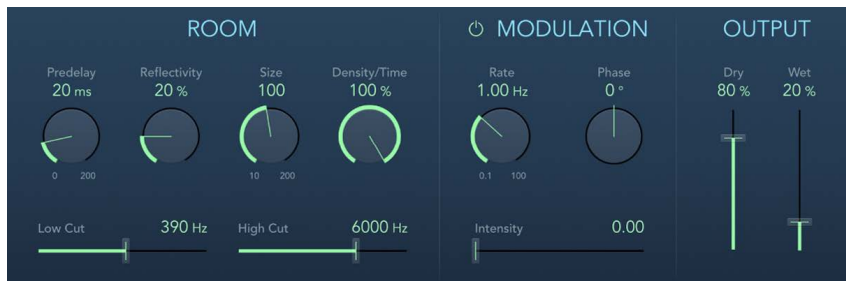 ROOM
Predelay Reflectivity Size Density/Time
20 ms 20 % 100 100 %
0 200 10 200
Low Cut 390 Hz High Cut 6000 Hz
MODULATION
Rate Phase
1.00 Hz 0 °
0.1 100
Intensity 0.00
OUTPUT
Dry Wet
80 % 20 %